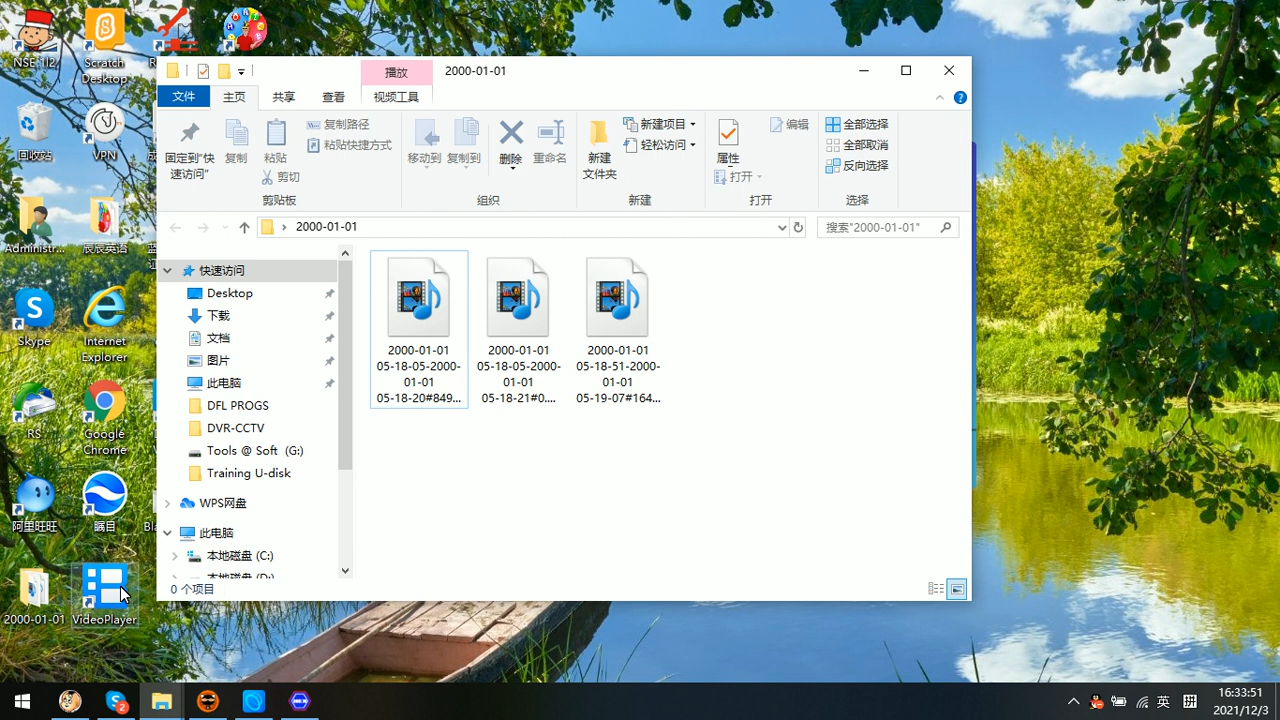 NSE 1|2
Scratch
Desktop
R
回收站
VPN
成
Administr...
辰辰英语
蓝
Skype
Internet
Explorer
RS
Google
Chrome
阿里旺旺
瞩目
Bla
2000-01-01
VideoPlayer
播放
2000-01-01
文件
主页
共享
查看
视频工具
固定到"快
速访问"
复制
粘贴
复制路径
粘贴快捷方式
剪切
剪贴板
移动到
复制到
删除
重命名
组织
新建
文件夹
新建项目
轻松访问
新建
属性
打开
编辑
打开
全部选择
全部取消
反向选择
选择
2000-01-01
搜索"2000-01-01"
快速访问
Desktop
下载
文档
图片
此电脑
DFL PROGS
DVR-CCTV
Tools @ Soft (G:)
Training U-disk
WPS网盘
此电脑
本地磁盘 (C:)
本地磁盘 (D:)
2000-01-01
05-18-05-2000-
01-01
05-18-20#849...
2000-01-01
05-18-05-2000-
01-01
05-18-21#0....
2000-01-01
05-18-51-2000-
01-01
05-19-07#164...
0 个项目
2
英
16:33:51
2021/12/3